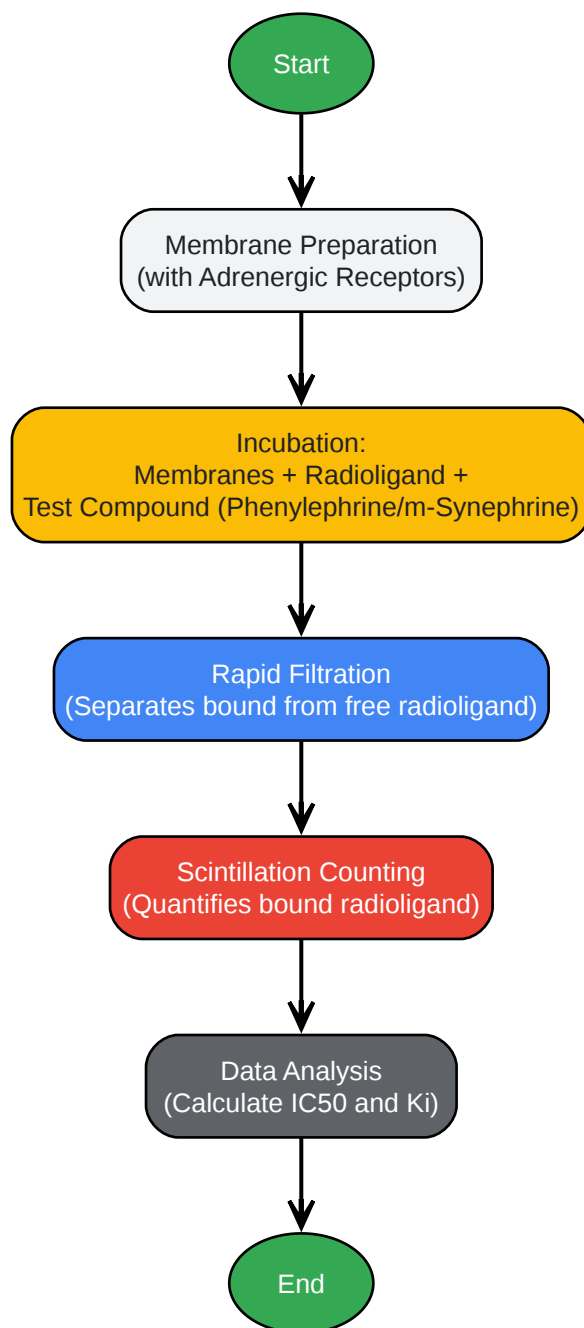 Start
Membrane Preparation
(with Adrenergic Receptors)
Incubation:
Membranes + Radioligand +
Test Compound (Phenylephrine/m-Synephrine)
Rapid Filtration
(Separates bound from free radioligand)
Scintillation Counting
(Quantifies bound radioligand)
Data Analysis
(Calculate IC50 and Ki)
End